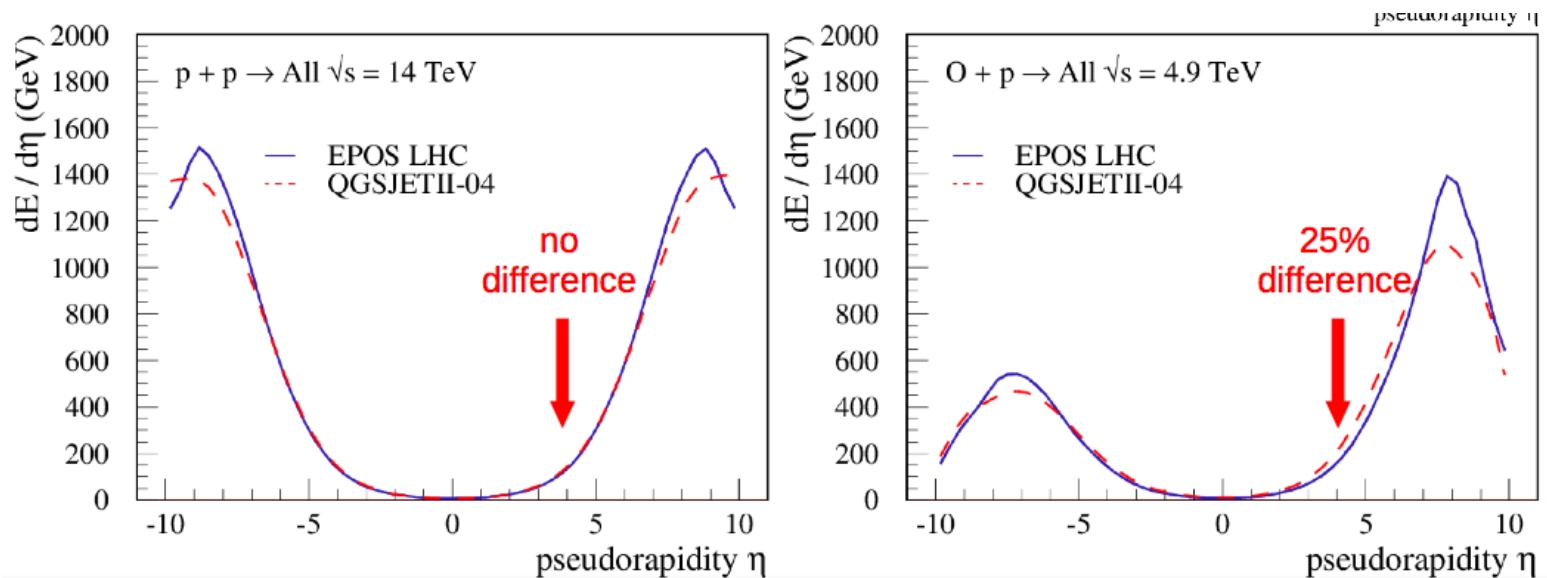 pseudorapidity η
2000
1800
1600
1400
1200
1000
800
600
400
200
0
dE / dη (GeV)
p + p → All √s = 14 TeV
EPOS LHC
QGSJETII-04
no
difference
-10 -5 0 5 10
pseudorapidity η
2000
1800
1600
1400
1200
1000
800
600
400
200
0
dE / dη (GeV)
O + p → All √s = 4.9 TeV
EPOS LHC
QGSJETII-04
25%
difference
-10 -5 0 5 10
pseudorapidity η